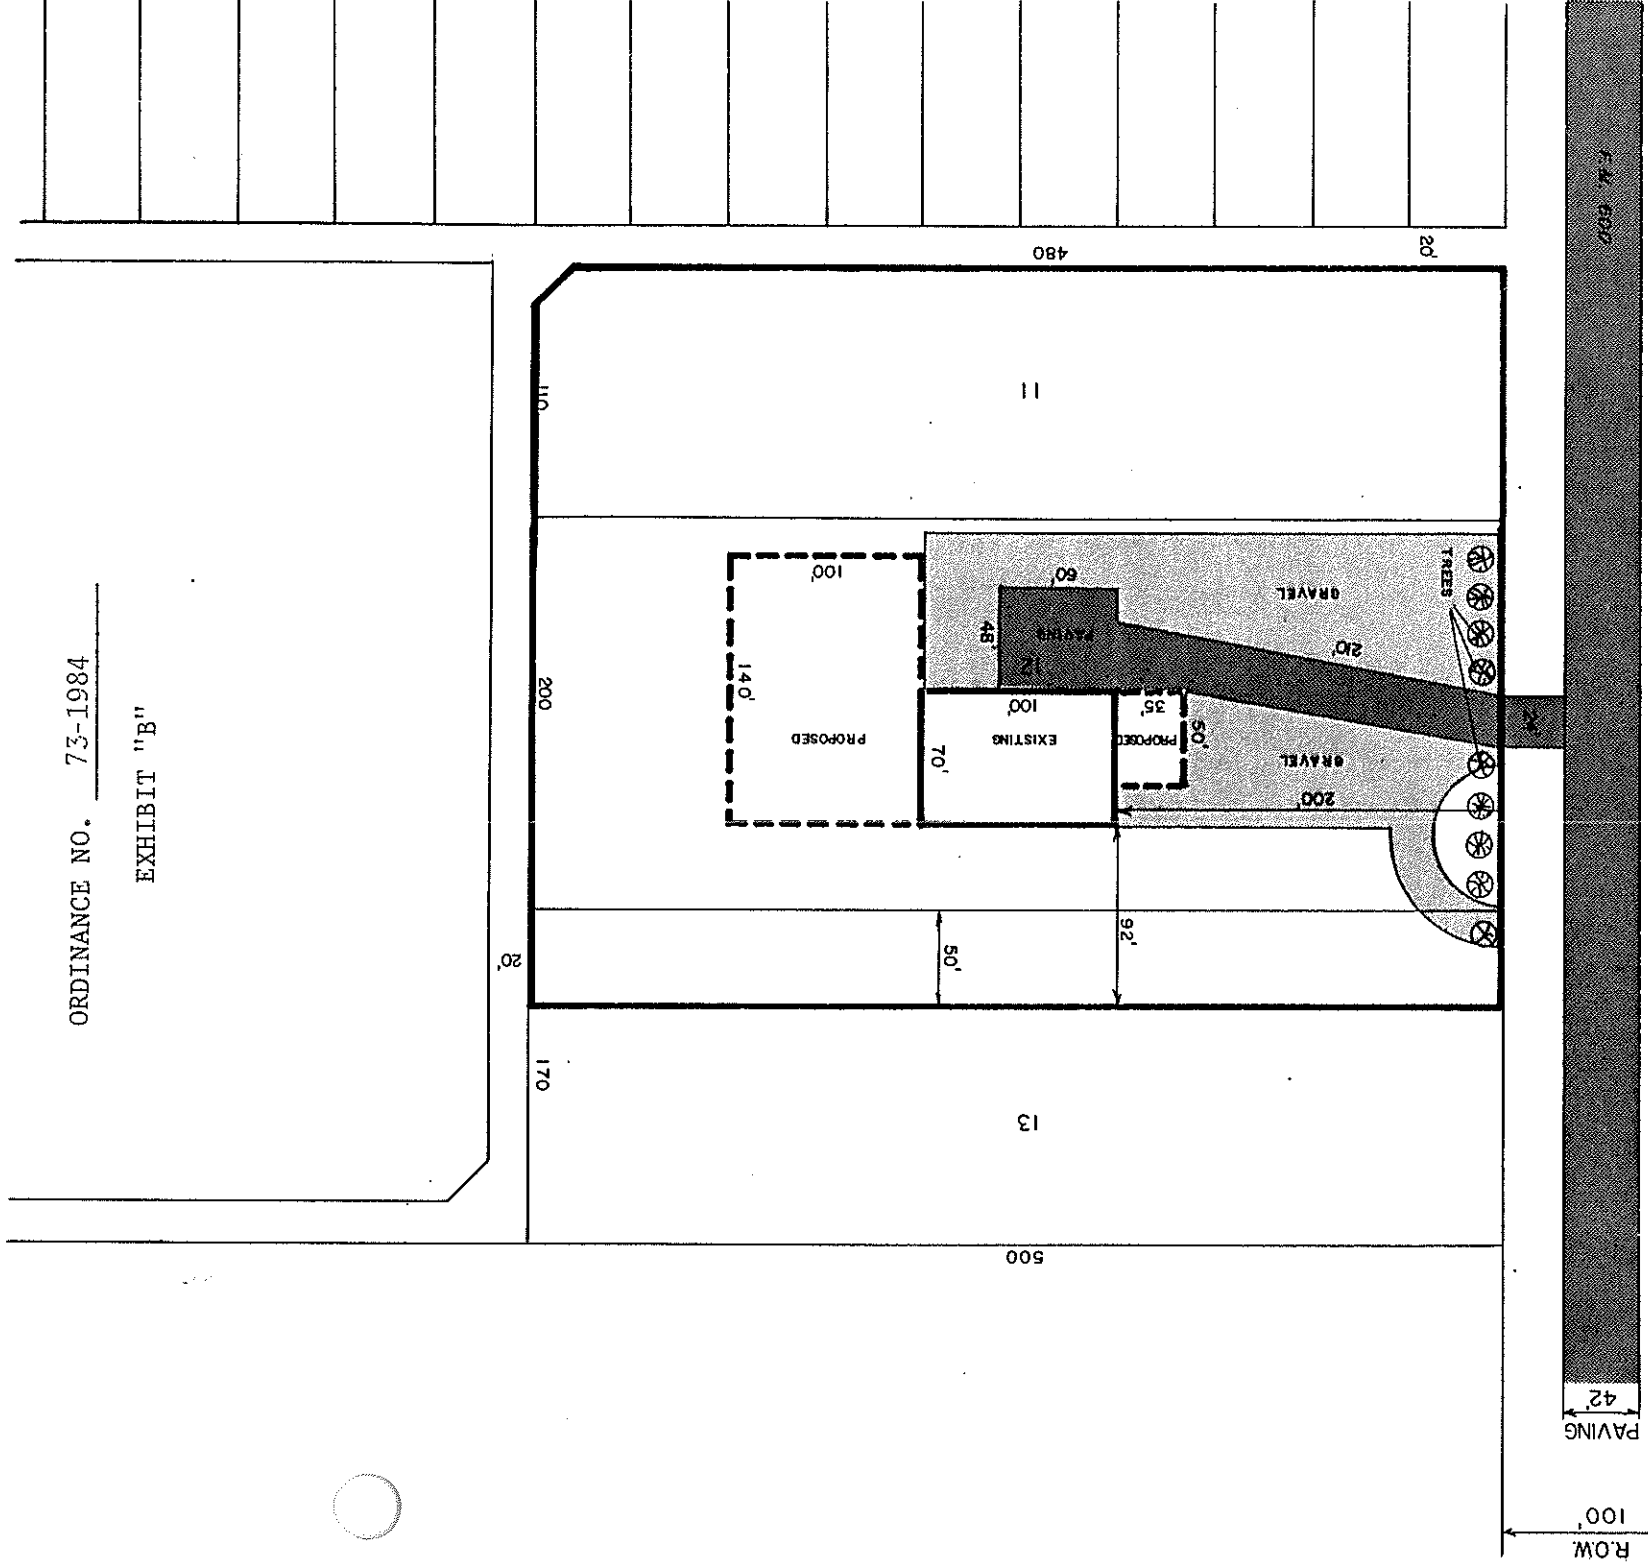 ORDINANCE NO. 73-1984
EXHIBIT "B"
480
20'
11
110
TREES
100'
60'
GRAVEL
48'
PAVING
12
210'
140'
200
100'
35'
50'
24'
PROPOSED
EXISTING
PROPOSED
70'
GRAVEL
200'
92'
50'
20'
170
13
500
42'
PAVING
100'
R.O.W.